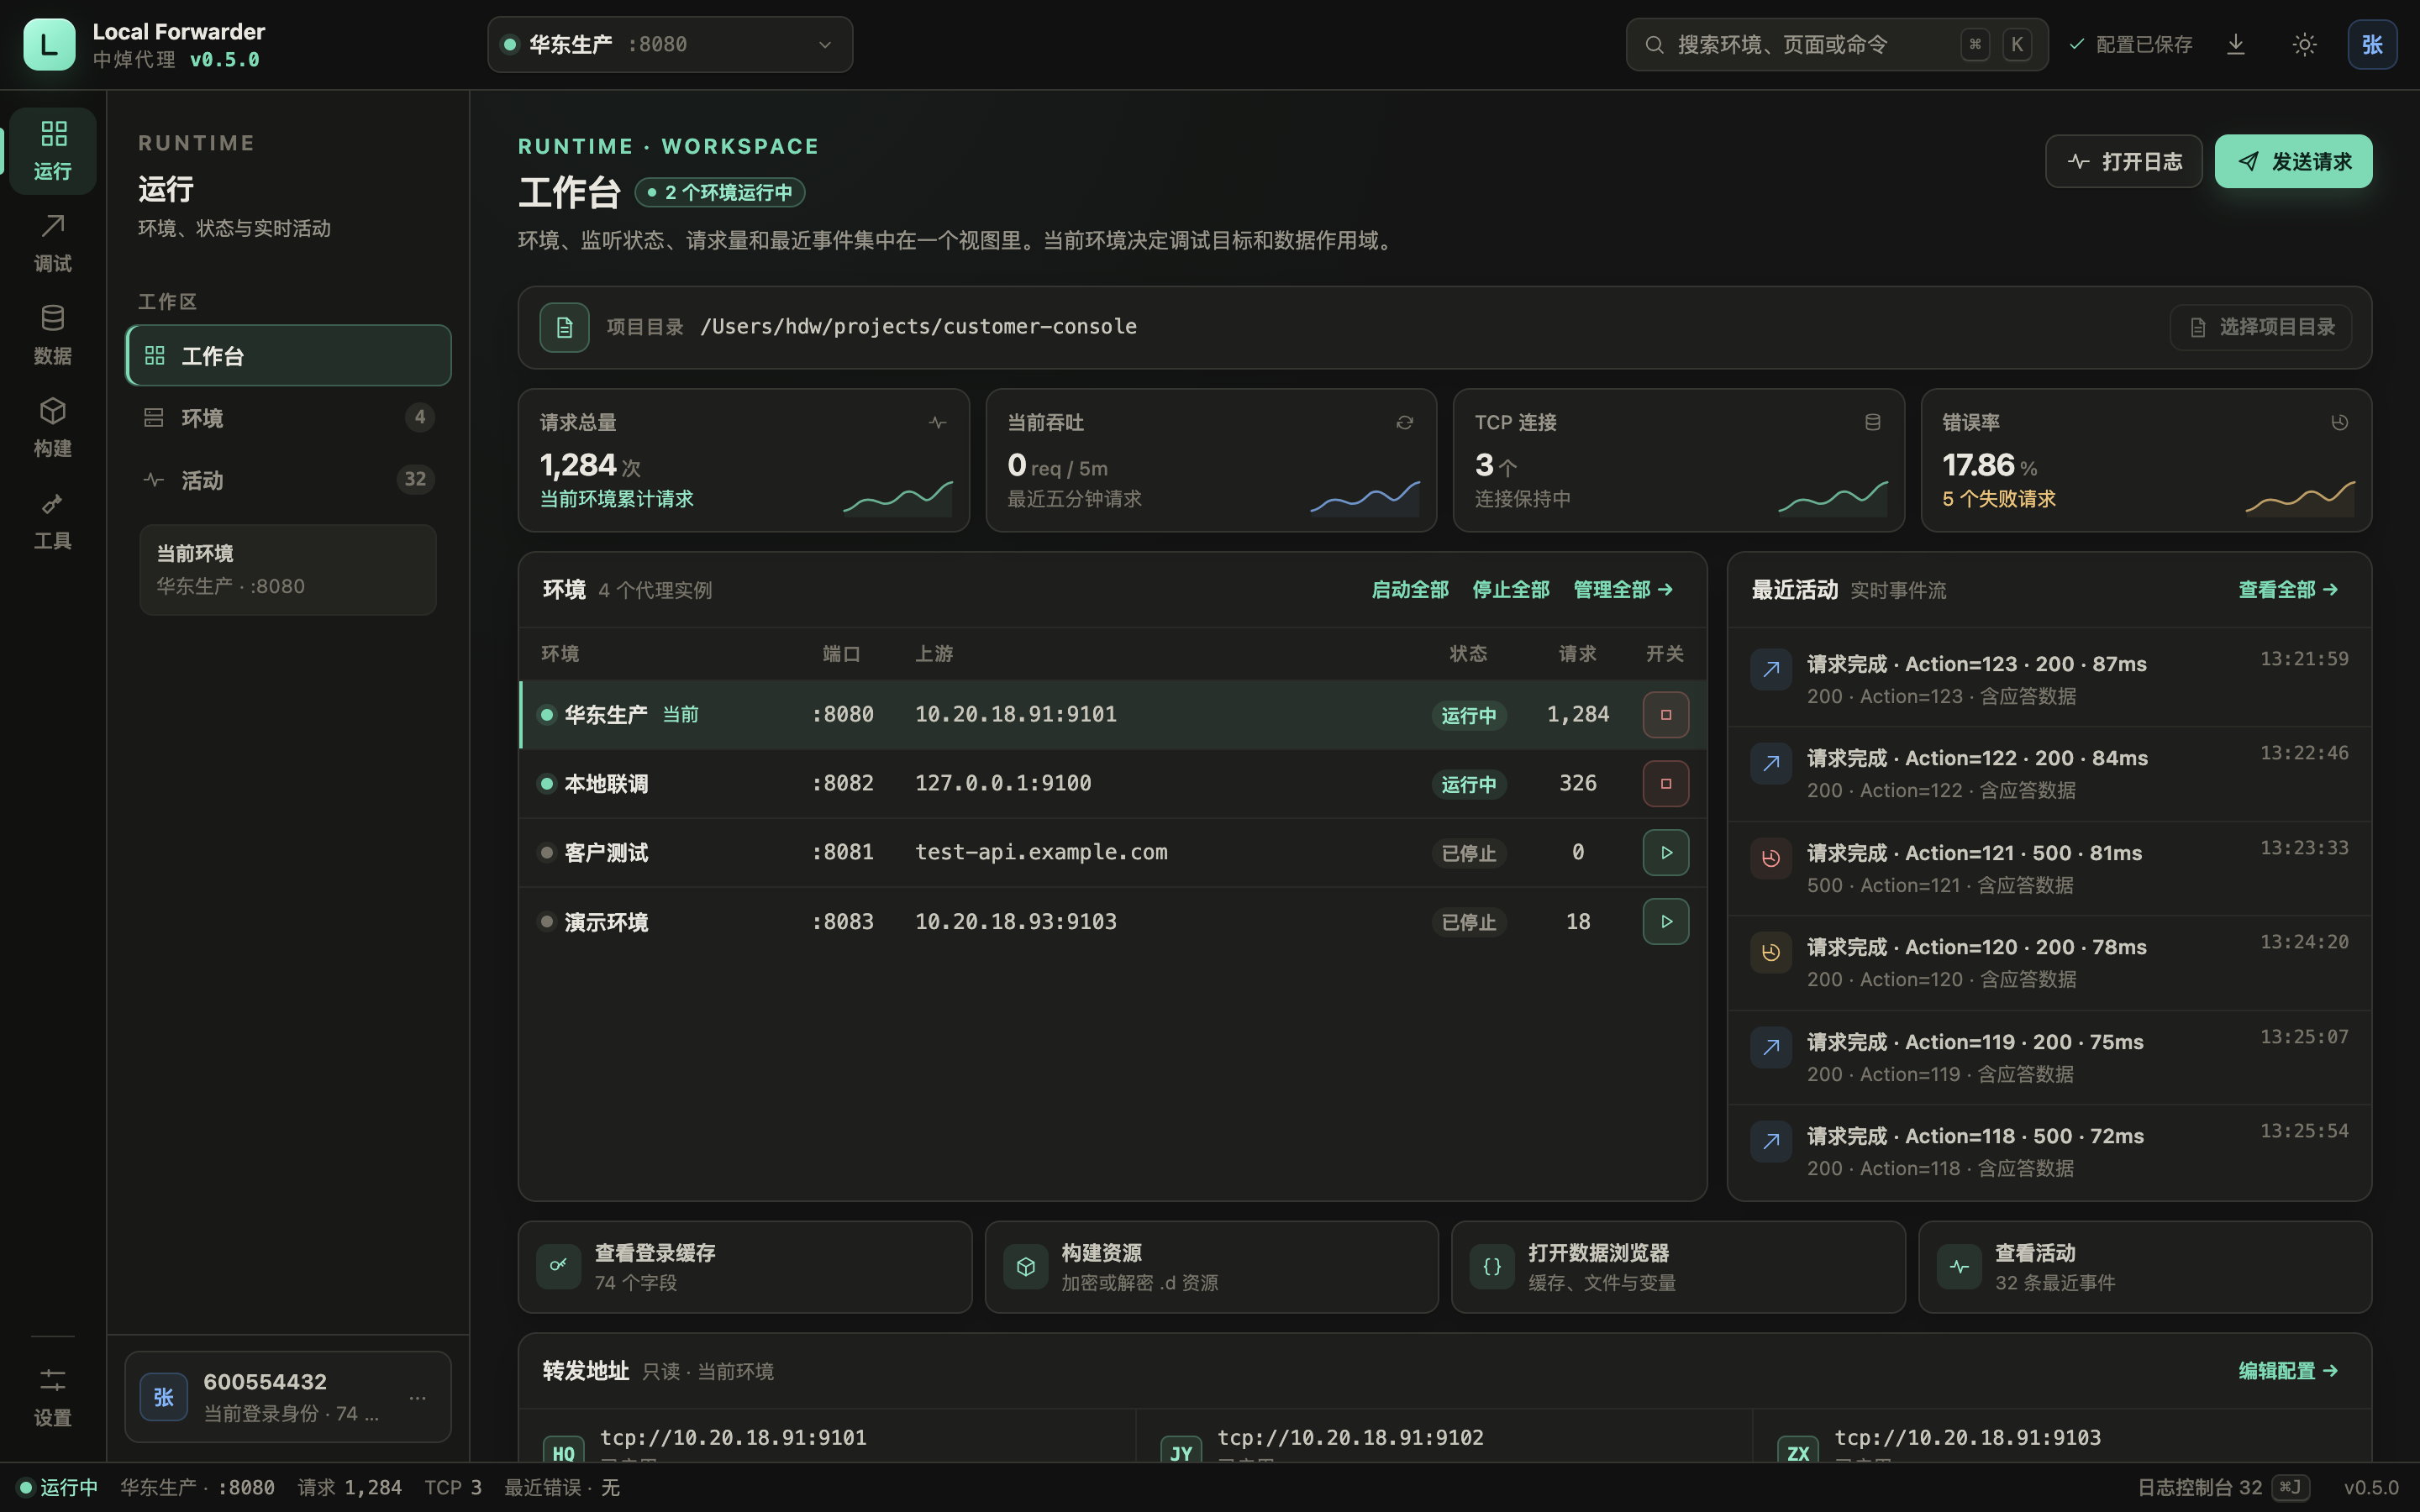 L
Local Forwarder
中焯代理 v0.5.0
华东生产 :8080
搜索环境、页面或命令 ⌘ K
配置已保存
张
运行
调试
数据
构建
工具
设置
RUNTIME
运行
环境、状态与实时活动
工作区
工作台
环境 4
活动 32
当前环境
华东生产 · :8080
张
600554432
当前登录身份 · 74 ...
RUNTIME · WORKSPACE
工作台 2 个环境运行中
环境、监听状态、请求量和最近事件集中在一个视图里。当前环境决定调试目标和数据作用域。
打开日志
发送请求
项目目录 /Users/hdw/projects/customer-console
选择项目目录
请求总量
1,284 次
当前环境累计请求
当前吞吐
0 req / 5m
最近五分钟请求
TCP 连接
3 个
连接保持中
错误率
17.86 %
5 个失败请求
环境 4 个代理实例 启动全部 停止全部 管理全部 →
环境 端口 上游 状态 请求 开关
华东生产 当前 :8080 10.20.18.91:9101 运行中 1,284
本地联调 :8082 127.0.0.1:9100 运行中 326
客户测试 :8081 test-api.example.com 已停止 0
演示环境 :8083 10.20.18.93:9103 已停止 18
最近活动 实时事件流 查看全部 →
请求完成 · Action=123 · 200 · 87ms 13:21:59
200 · Action=123 · 含应答数据
请求完成 · Action=122 · 200 · 84ms 13:22:46
200 · Action=122 · 含应答数据
请求完成 · Action=121 · 500 · 81ms 13:23:33
500 · Action=121 · 含应答数据
请求完成 · Action=120 · 200 · 78ms 13:24:20
200 · Action=120 · 含应答数据
请求完成 · Action=119 · 200 · 75ms 13:25:07
200 · Action=119 · 含应答数据
请求完成 · Action=118 · 500 · 72ms 13:25:54
200 · Action=118 · 含应答数据
查看登录缓存
74 个字段
构建资源
加密或解密 .d 资源
{} 打开数据浏览器
缓存、文件与变量
查看活动
32 条最近事件
转发地址 只读 · 当前环境 编辑配置 →
HQ tcp://10.20.18.91:9101
JY tcp://10.20.18.91:9102
ZX tcp://10.20.18.91:9103
运行中 华东生产 · :8080 请求 1,284 TCP 3 最近错误 · 无
日志控制台 32 ⌘J v0.5.0